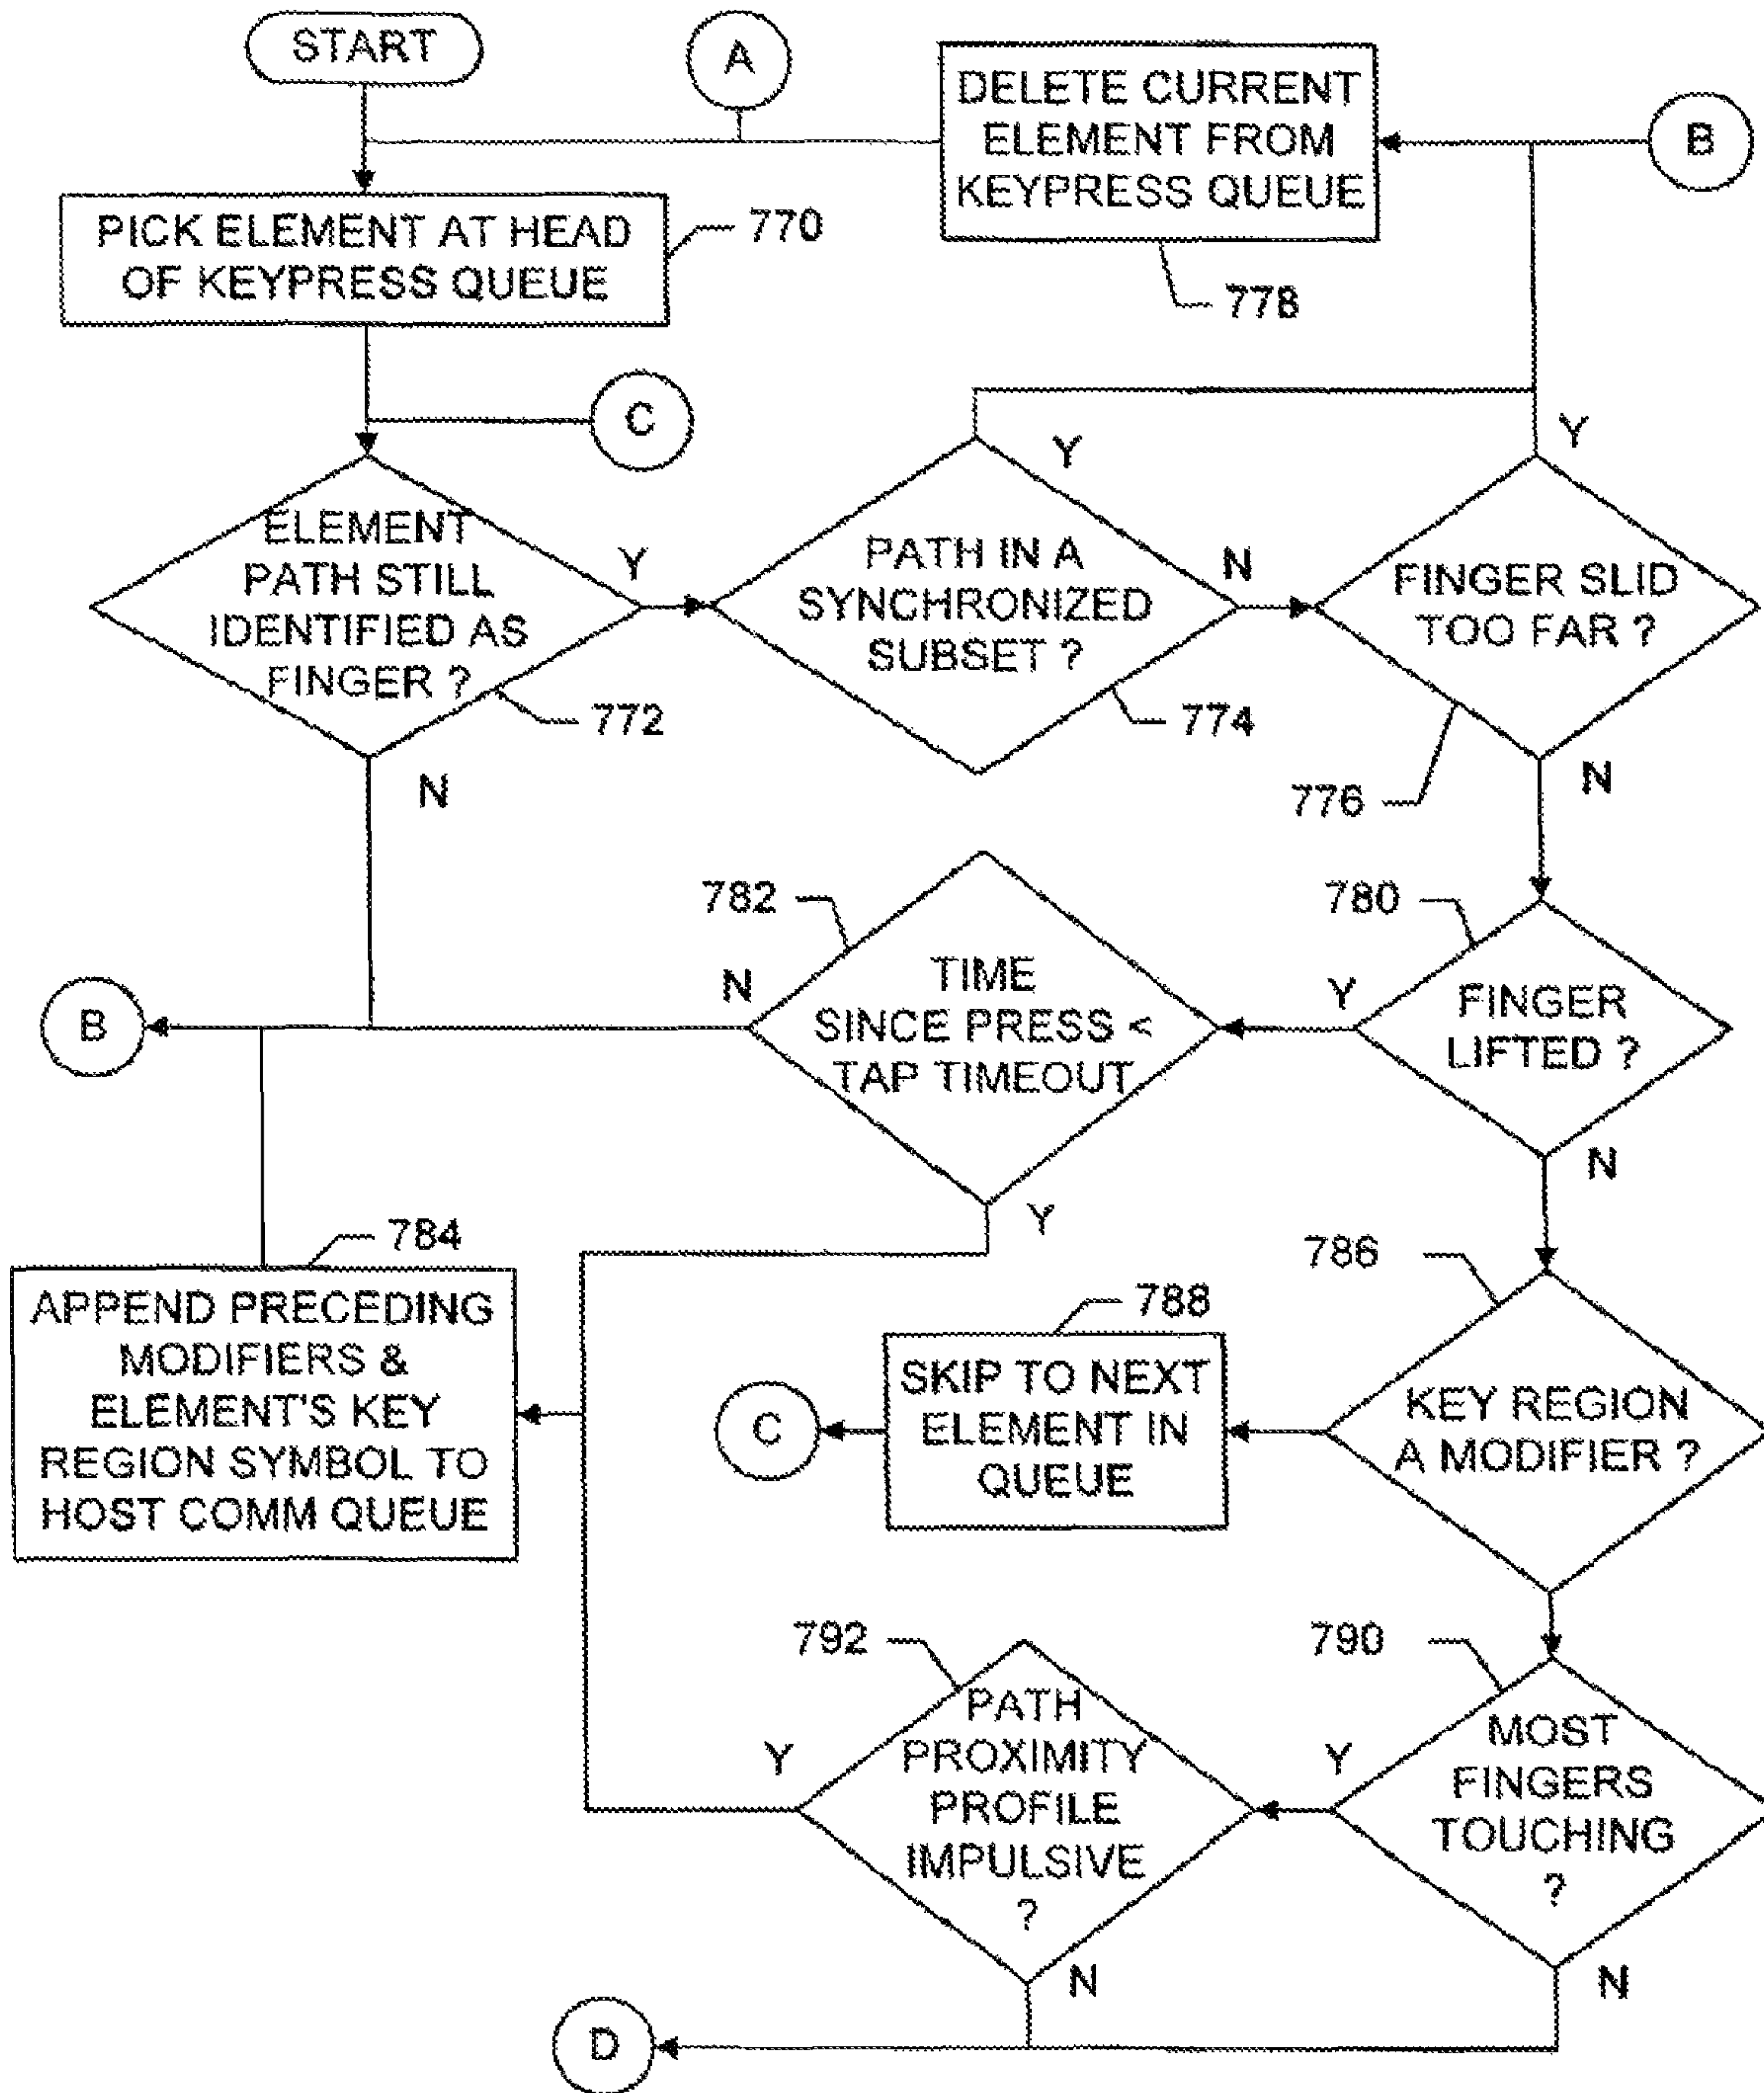 START
A
DELETE CURRENT
ELEMENT FROM
KEYPRESS QUEUE
B
778
PICK ELEMENT AT HEAD
OF KEYPRESS QUEUE
770
C
ELEMENT
PATH STILL
IDENTIFIED AS
FINGER ?
772
Y
N
PATH IN A
SYNCHRONIZED
SUBSET ?
774
Y
N
FINGER SLID
TOO FAR ?
776
Y
N
782
TIME
SINCE PRESS <
TAP TIMEOUT
N
Y
780
FINGER
LIFTED ?
Y
N
B
784
APPEND PRECEDING
MODIFIERS &
ELEMENT'S KEY
REGION SYMBOL TO
HOST COMM QUEUE
786
KEY REGION
A MODIFIER ?
788
SKIP TO NEXT
ELEMENT IN
QUEUE
C
792
PATH
PROXIMITY
PROFILE
IMPULSIVE
?
Y
N
790
MOST
FINGERS
TOUCHING
?
Y
N
D